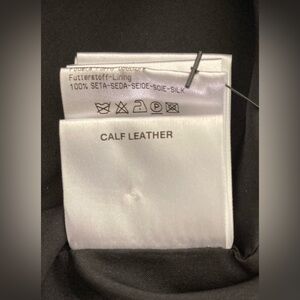 Futterstoff-Lining
100% SETA-SEDA-SEIDE-SOIE-SILK
CALF LEATHER